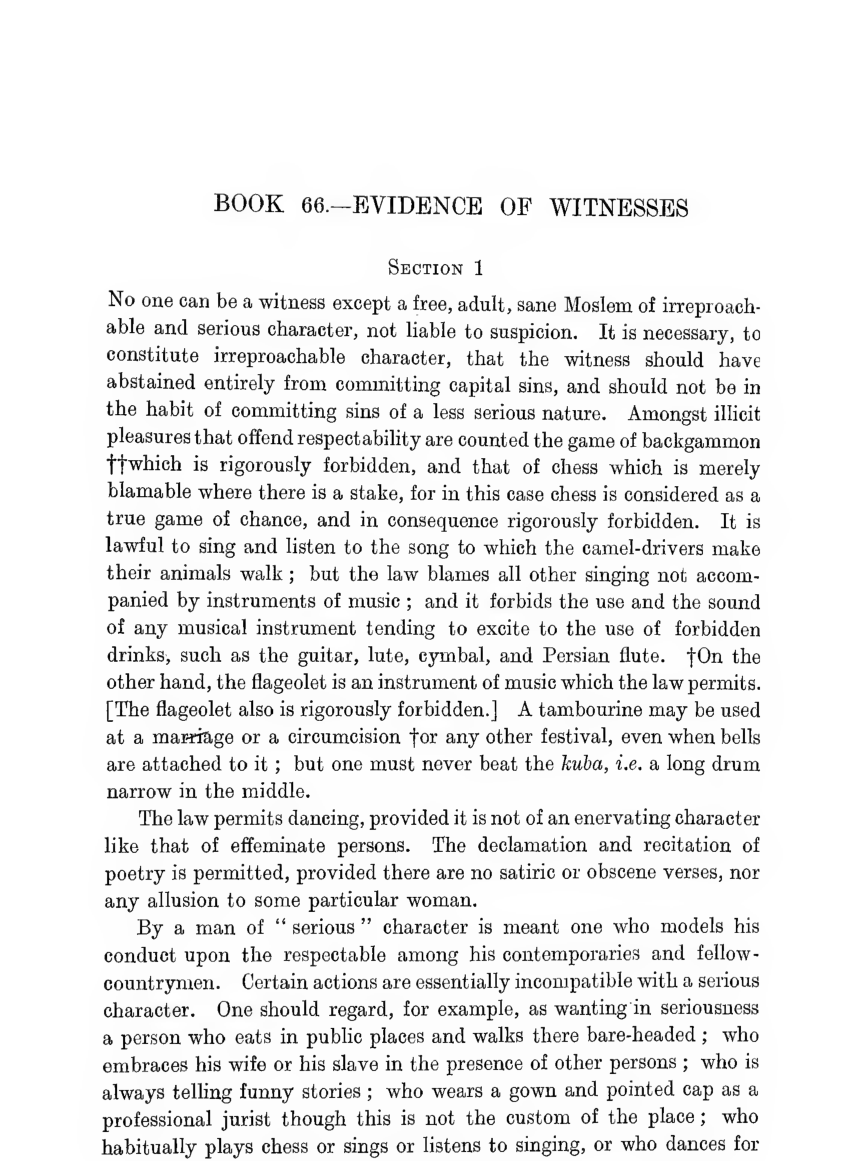 BOOK 66.—EVIDENCE OF WITNESSES
SECTION 1
No one can be a witness except a free, adult, sane Moslem of irreproach-
able and serious character, not liable to suspicion. It is necessary, to
constitute irreproachable character, that the witness should have
abstained entirely from committing capital sins, and should not be in
the habit of committing sins of a less serious nature. Amongst illicit
pleasures that offend respectability are counted the game of backgammon
††which is rigorously forbidden, and that of chess which is merely
blamable where there is a stake, for in this case chess is considered as a
true game of chance, and in consequence rigorously forbidden. It is
lawful to sing and listen to the song to which the camel-drivers make
their animals walk ; but the law blames all other singing not accom-
panied by instruments of music ; and it forbids the use and the sound
of any musical instrument tending to excite to the use of forbidden
drinks, such as the guitar, lute, cymbal, and Persian flute. †On the
other hand, the flageolet is an instrument of music which the law permits.
[The flageolet also is rigorously forbidden.] A tambourine may be used
at a marriage or a circumcision †or any other festival, even when bells
are attached to it ; but one must never beat the kuba, i.e. a long drum
narrow in the middle.
The law permits dancing, provided it is not of an enervating character
like that of effeminate persons. The declamation and recitation of
poetry is permitted, provided there are no satiric or obscene verses, nor
any allusion to some particular woman.
By a man of “ serious ” character is meant one who models his
conduct upon the respectable among his contemporaries and fellow-
countrymen. Certain actions are essentially incompatible with a serious
character. One should regard, for example, as wanting in seriousness
a person who eats in public places and walks there bare-headed ; who
embraces his wife or his slave in the presence of other persons ; who is
always telling funny stories ; who wears a gown and pointed cap as a
professional jurist though this is not the custom of the place ; who
habitually plays chess or sings or listens to singing, or who dances for